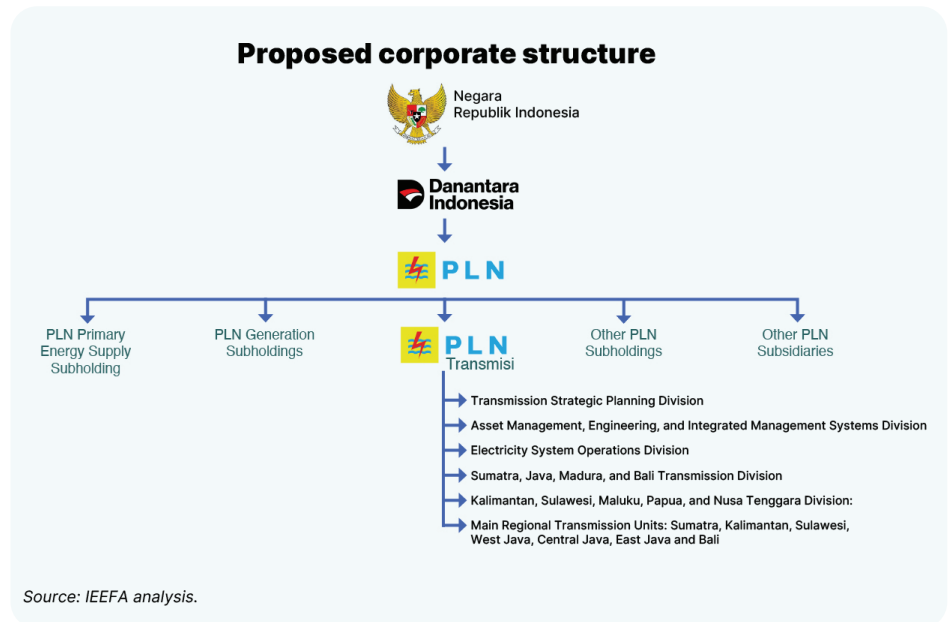 Proposed corporate structure
Negara
Republik Indonesia
Danantara
Indonesia
PLN
PLN Primary
Energy Supply
Subholding
PLN Generation
Subholdings
PLN
Transmisi
Other PLN
Subholdings
Other PLN
Subsidiaries
Transmission Strategic Planning Division
Asset Management, Engineering, and Integrated Management Systems Division
Electricity System Operations Division
Sumatra, Java, Madura, and Bali Transmission Division
Kalimantan, Sulawesi, Maluku, Papua, and Nusa Tenggara Division:
Main Regional Transmission Units: Sumatra, Kalimantan, Sulawesi,
West Java, Central Java, East Java and Bali
Source: IEEFA analysis.